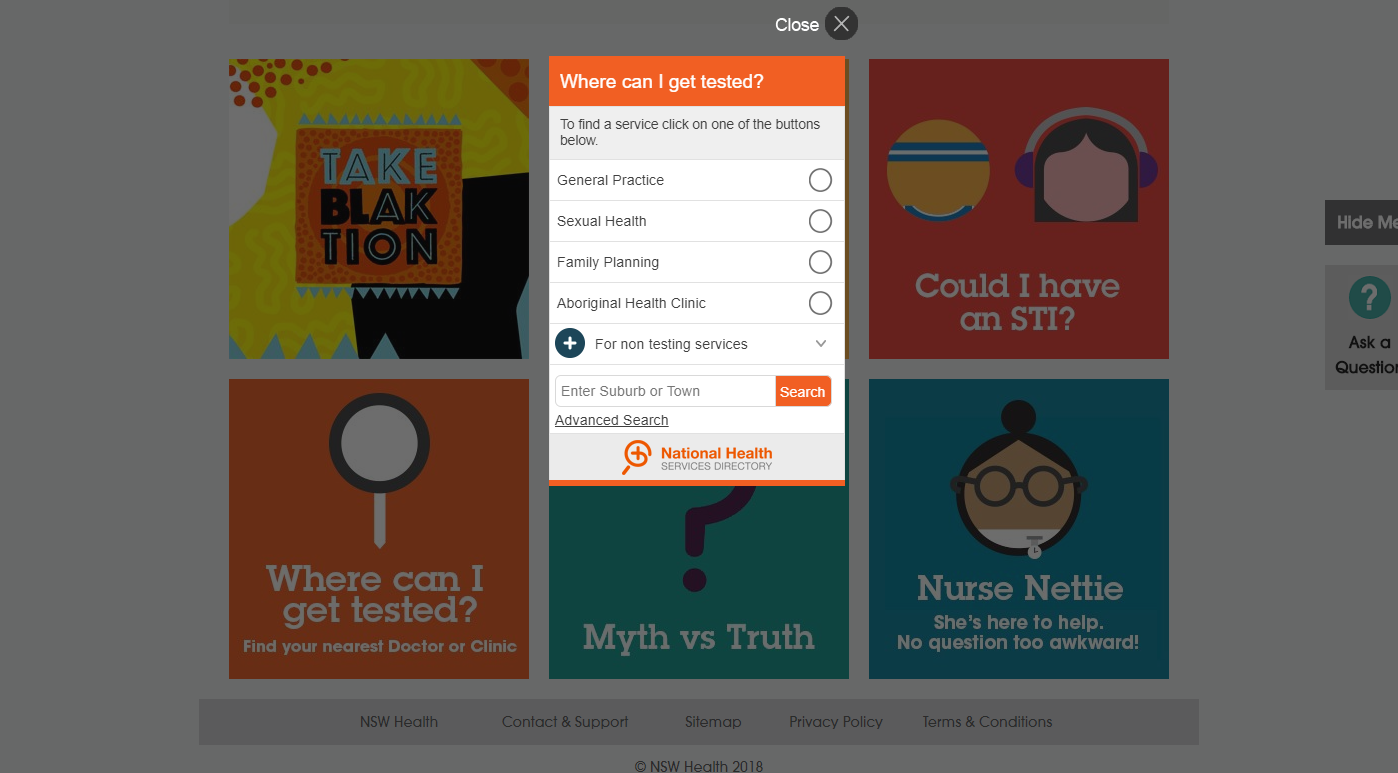 Close
Where can I get tested?
To find a service click on one of the buttons
below.
General Practice
Sexual Health
Family Planning
Aboriginal Health Clinic
For non testing services
Enter Suburb or Town
Search
Advanced Search
National Health
SERVICES DIRECTORY
TAKE
BLAK
TION
Could I have
an STI?
Hide Me
?
Ask a
Question
Where can I
get tested?
Find your nearest Doctor or Clinic
Myth vs Truth
Nurse Nettie
She's here to help.
No question too awkward!
NSW Health
Contact & Support
Sitemap
Privacy Policy
Terms & Conditions
© NSW Health 2018